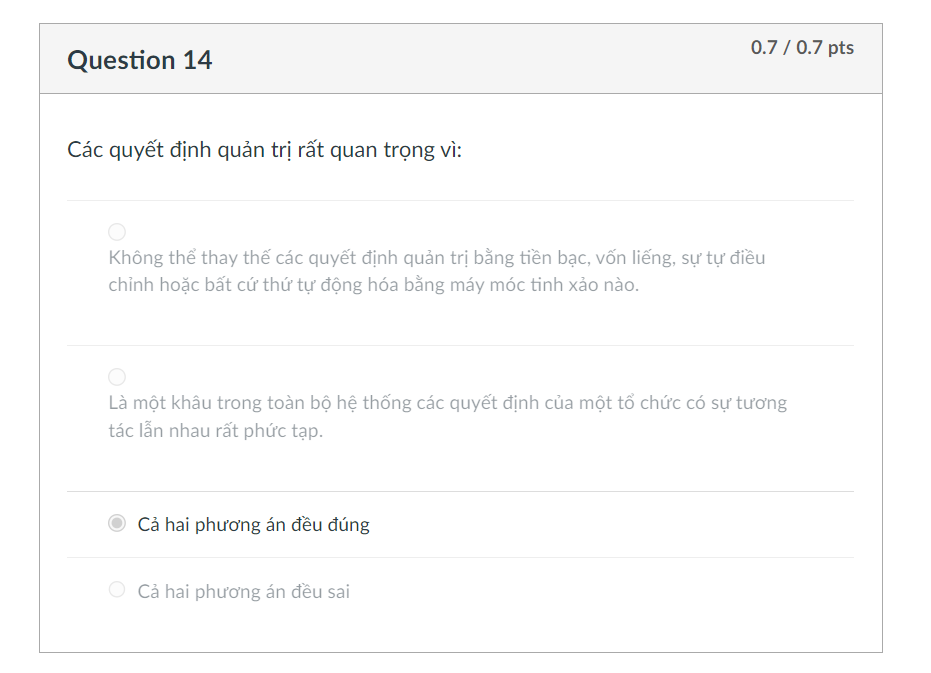 Question 14
0.7 / 0.7 pts
Các quyết định quản trị rất quan trọng vì:
Không thể thay thế các quyết định quản trị bằng tiền bạc, vốn liếng, sự tự điều
chỉnh hoặc bất cứ thứ tự động hóa bằng máy móc tinh xảo nào.
Là một khâu trong toàn bộ hệ thống các quyết định của một tổ chức có sự tương
tác lẫn nhau rất phức tạp.
Cả hai phương án đều đúng
Cả hai phương án đều sai